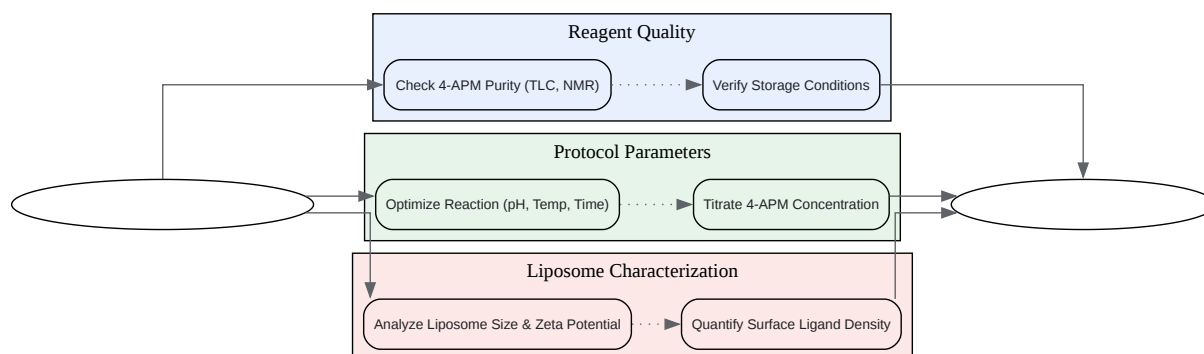 Reagent Quality
Check 4-APM Purity (TLC, NMR)
Verify Storage Conditions
Protocol Parameters
Optimize Reaction (pH, Temp, Time)
Titrate 4-APM Concentration
Liposome Characterization
Analyze Liposome Size & Zeta Potential
Quantify Surface Ligand Density